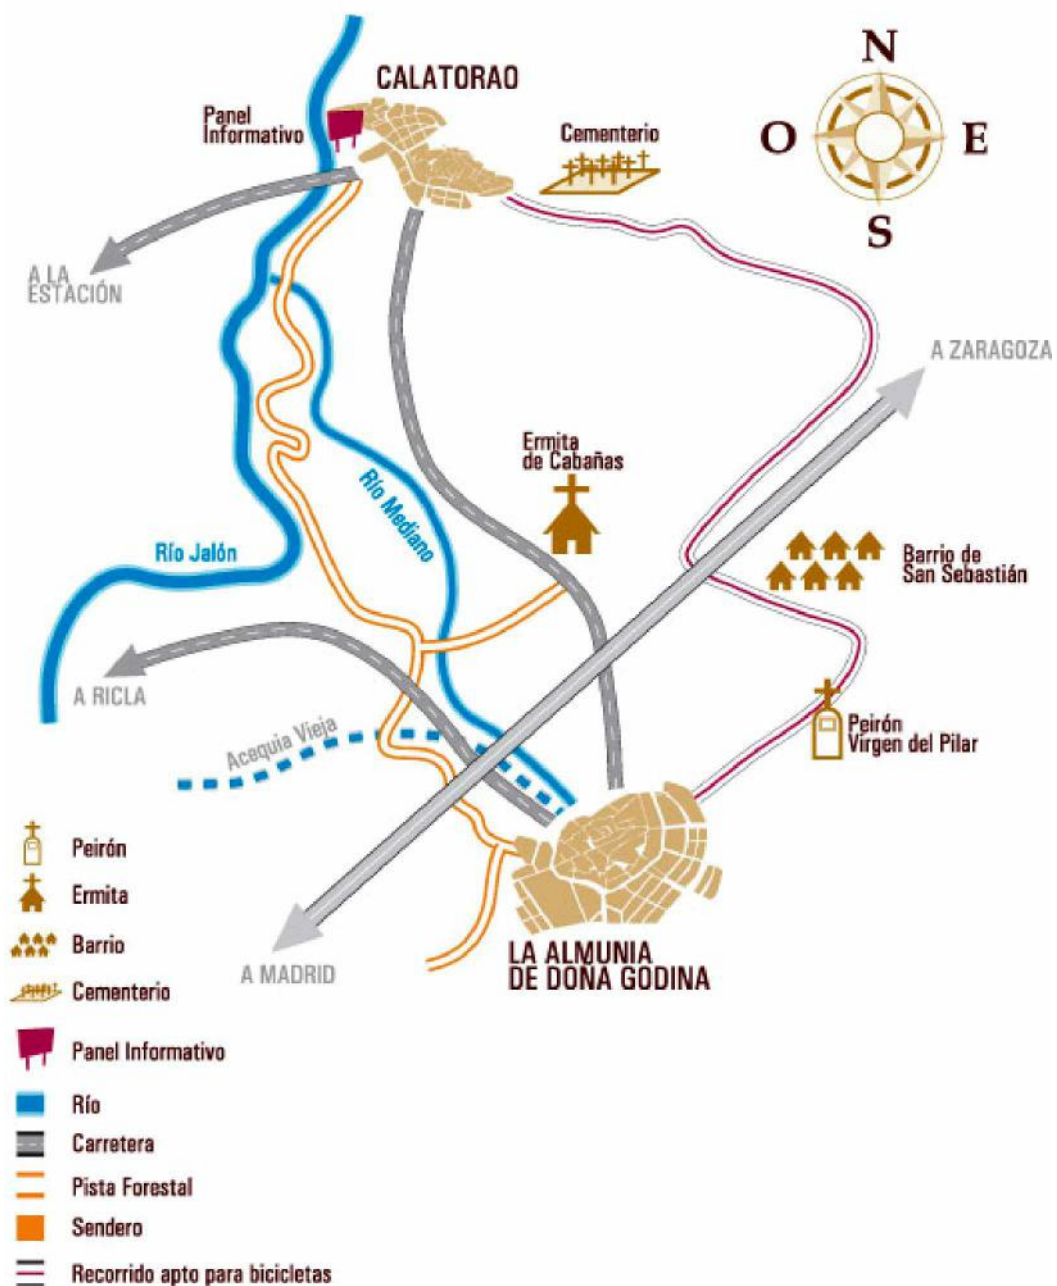 N
CALATORAO
Panel
Informativo
Cementerio
O
E
S
A LA
ESTACIÓN
A ZARAGOZA
Ermita
de Cabañas
Río Mediano
Río Jalón
Barrio de
San Sebastián
A RICLA
Acequia Vieja
Peirón
Virgen del Pilar
A MADRID
LA ALMUNIA
DE DOÑA GODINA
Peirón
Ermita
Barrio
Cementerio
Panel Informativo
Río
Carretera
Pista Forestal
Sendero
Recorrido apto para bicicletas